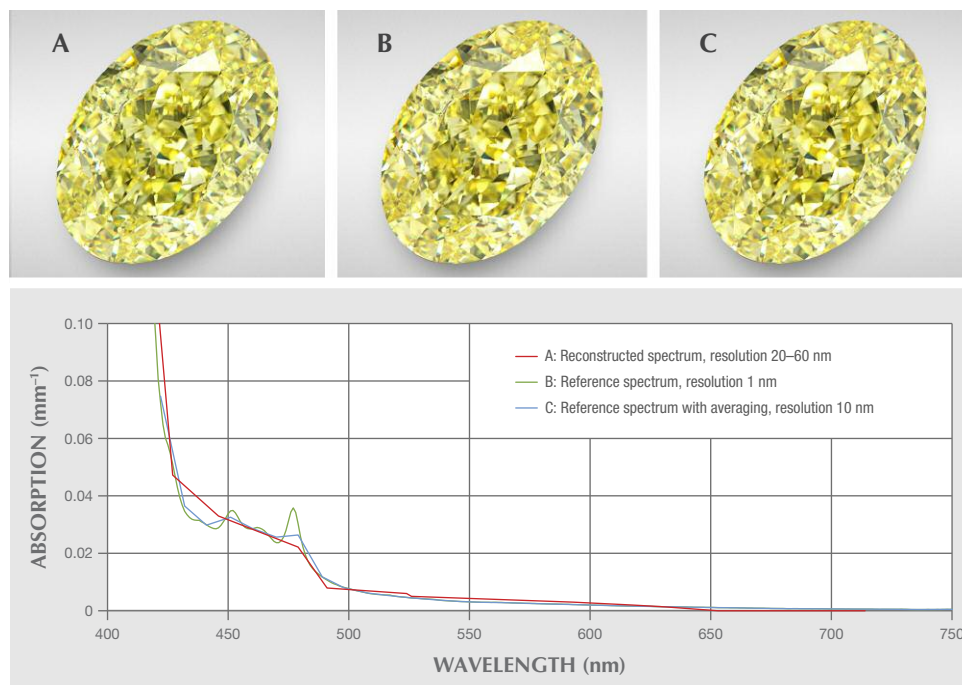 A
B
C
0.10
0.08
0.06
0.04
0.02
0
ABSORPTION (mm⁻¹)
A: Reconstructed spectrum, resolution 20–60 nm
B: Reference spectrum, resolution 1 nm
C: Reference spectrum with averaging, resolution 10 nm
400 450 500 550 600 650 700 750
WAVELENGTH (nm)